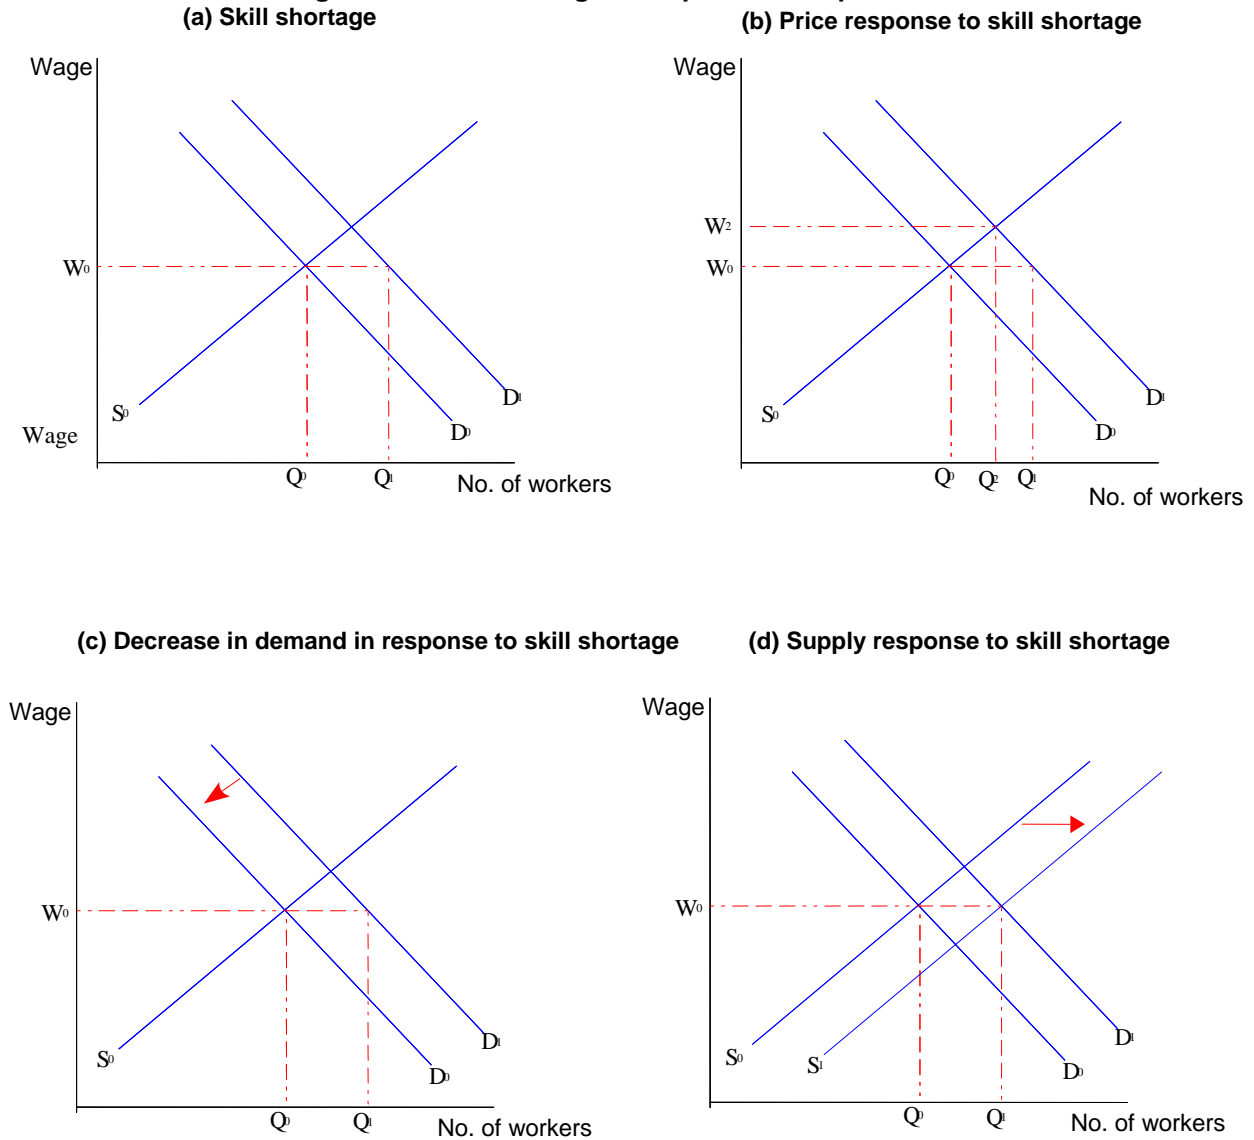 (a) Skill shortage
Wage
W0
S0
D1
D0
Wage
Q0 Q1
No. of workers
(b) Price response to skill shortage
Wage
W2
W0
S0
D1
D0
Q0 Q2 Q1
No. of workers
(c) Decrease in demand in response to skill shortage
Wage
W0
S0
D1
D0
Q0 Q1
No. of workers
(d) Supply response to skill shortage
Wage
W0
S0
S1
D1
D0
Q0 Q1
No. of workers